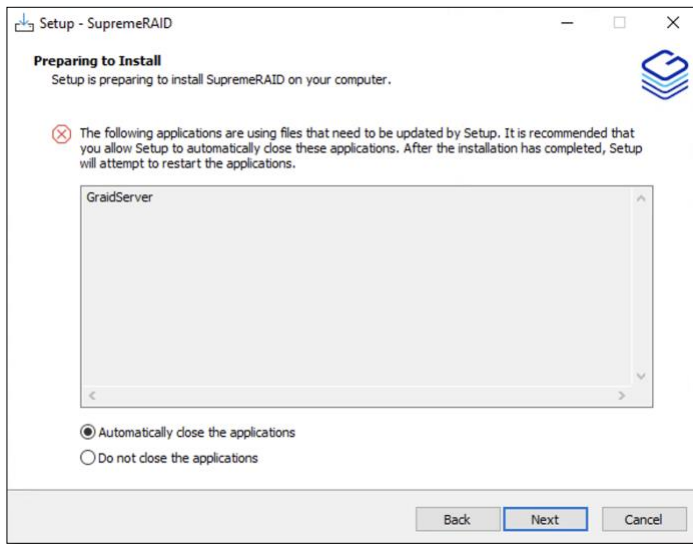 Setup - SupremeRAID
Preparing to Install
Setup is preparing to install SupremeRAID on your computer.
The following applications are using files that need to be updated by Setup. It is recommended that
you allow Setup to automatically close these applications. After the installation has completed, Setup
will attempt to restart the applications.
GraidServer
Automatically close the applications
Do not close the applications
Back
Next
Cancel